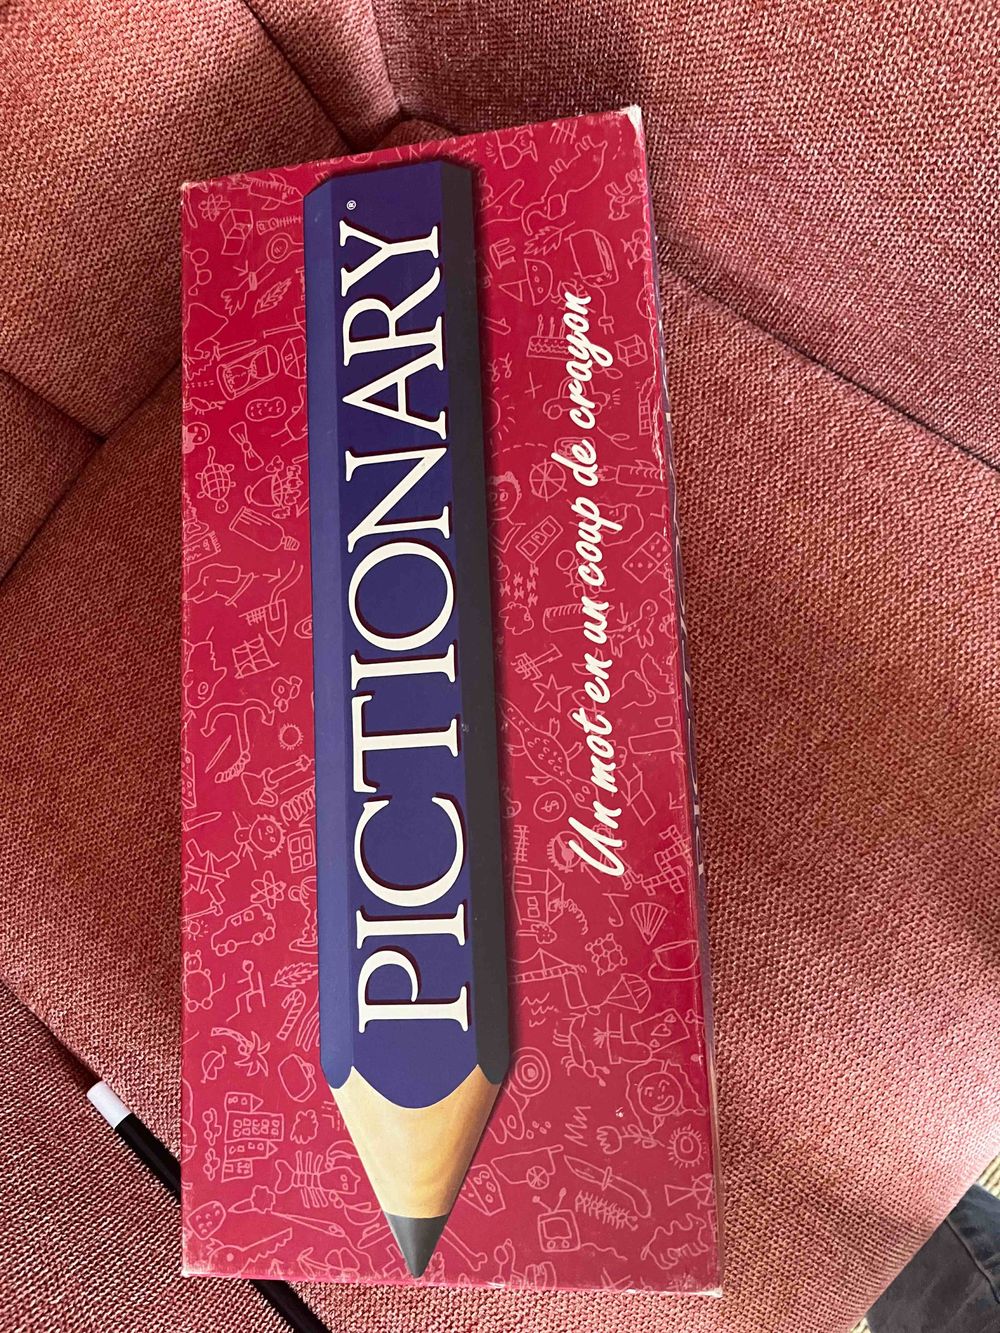 PICTIONARY®
Un mot en un coup de crayon